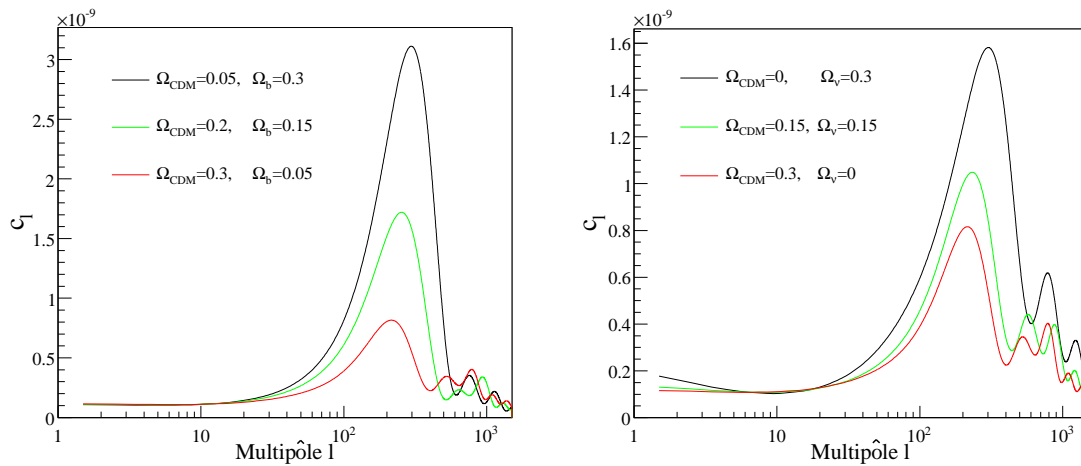 ×10⁻⁹
3
2.5
2
1.5
1
0.5
0
c_l
Ω_CDM=0.05, Ω_b=0.3
Ω_CDM=0.2, Ω_b=0.15
Ω_CDM=0.3, Ω_b=0.05
1 10 10² 10³
Multipôle l
×10⁻⁹
1.6
1.4
1.2
1
0.8
0.6
0.4
0.2
0
c_l
Ω_CDM=0, Ω_ν=0.3
Ω_CDM=0.15, Ω_ν=0.15
Ω_CDM=0.3, Ω_ν=0
1 10 10² 10³
Multipôle l